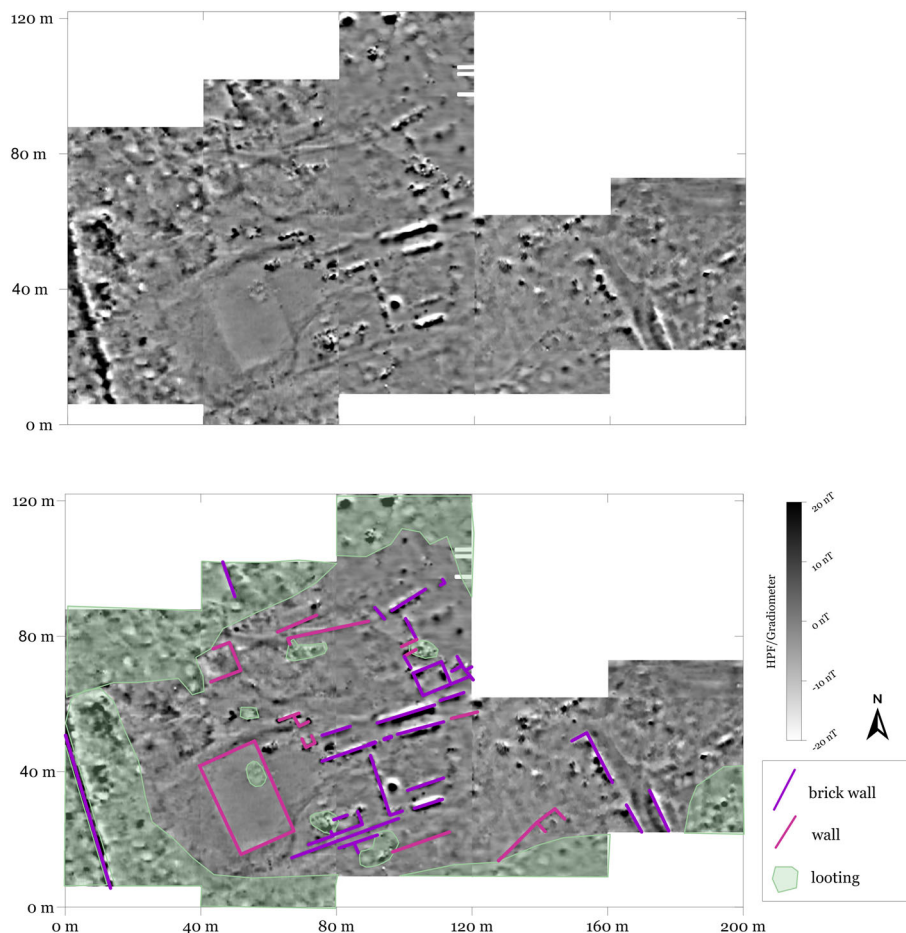 120 m
80 m
40 m
0 m
120 m
80 m
40 m
0 m
0 m
40 m
80 m
120 m
160 m
200 m
HPF/Gradiometer
20 nT
10 nT
0 nT
-10 nT
-20 nT
N
brick wall
wall
looting